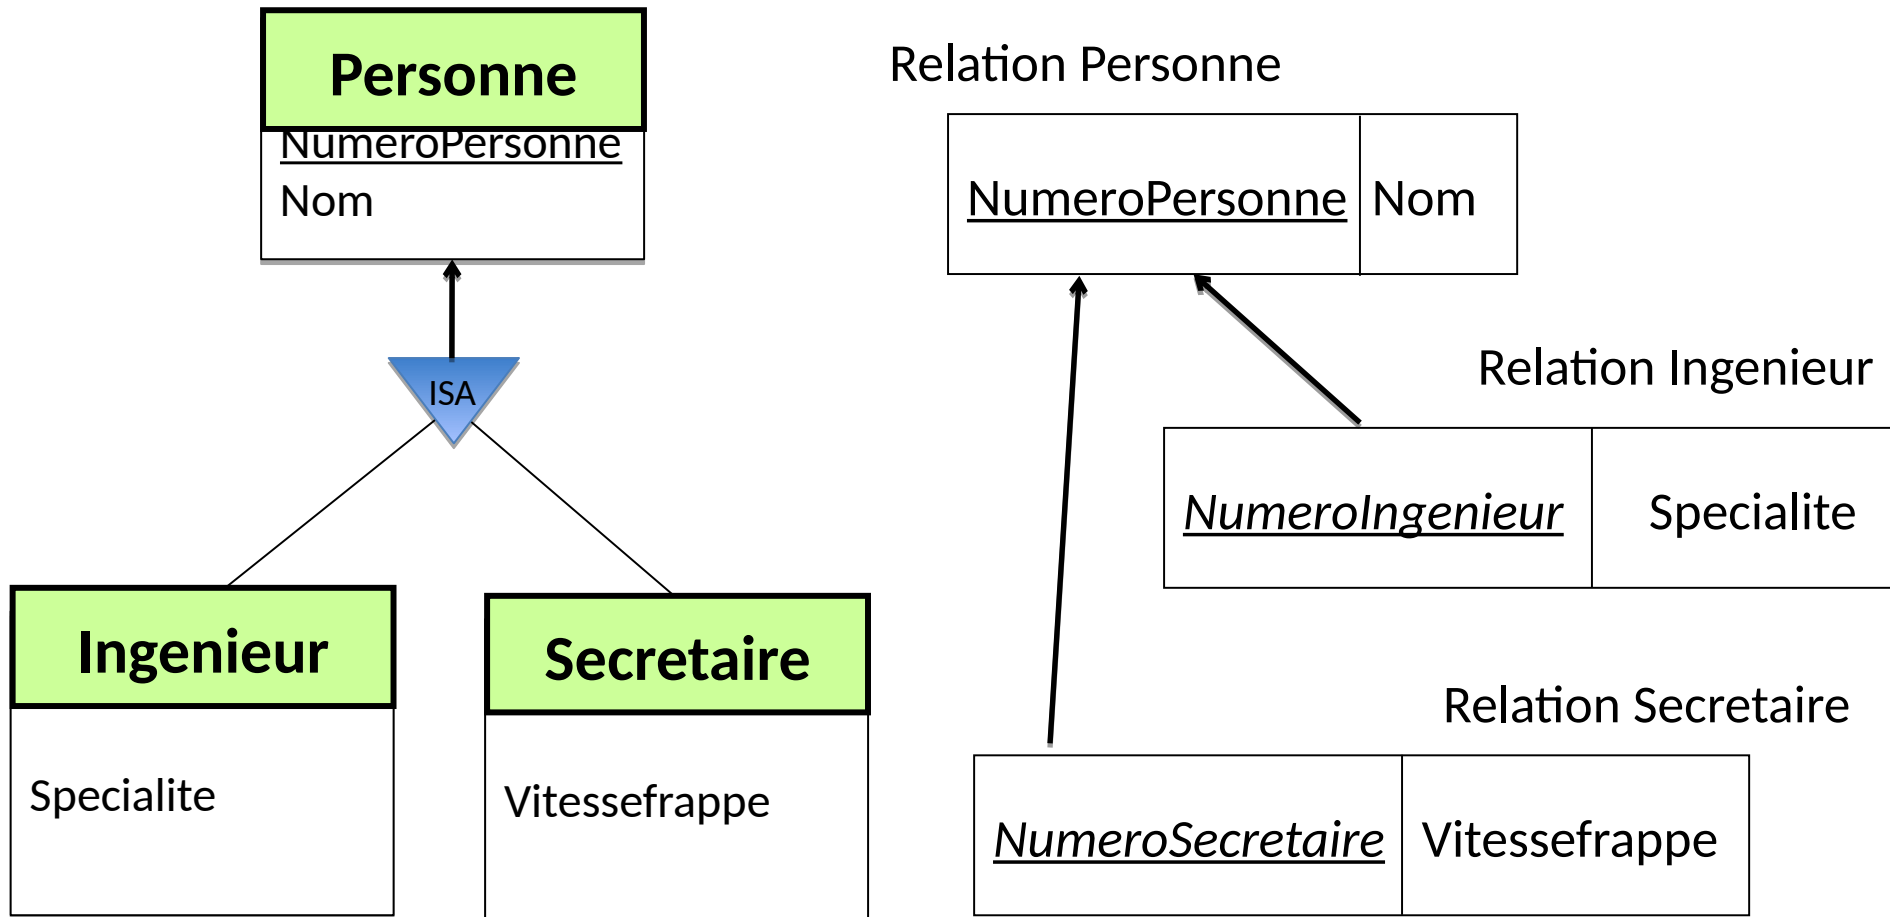 Personne
NumeroPersonne
Nom
ISA
Ingenieur
Specialite
Secretaire
Vitessefrappe
Relation Personne
NumeroPersonne Nom
Relation Ingenieur
NumeroIngenieur Specialite
Relation Secretaire
NumeroSecretaire Vitessefrappe